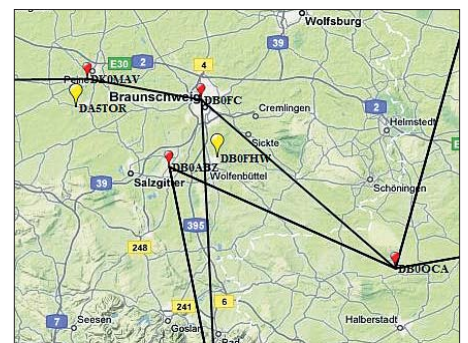 Wolfsburg
39
4
E30 2
Peine DK0MAV
Braunschweig DB0FC
DA5TOR
Cremlingen
2
Helmstedt
Sickte
DB0FHW
DB0ABZ
Wolfenbüttel
39
Salzgitter
Schöningen
395
248
DB0OCA
241
6
7
Seesen
Goslar
Halberstadt
Bad